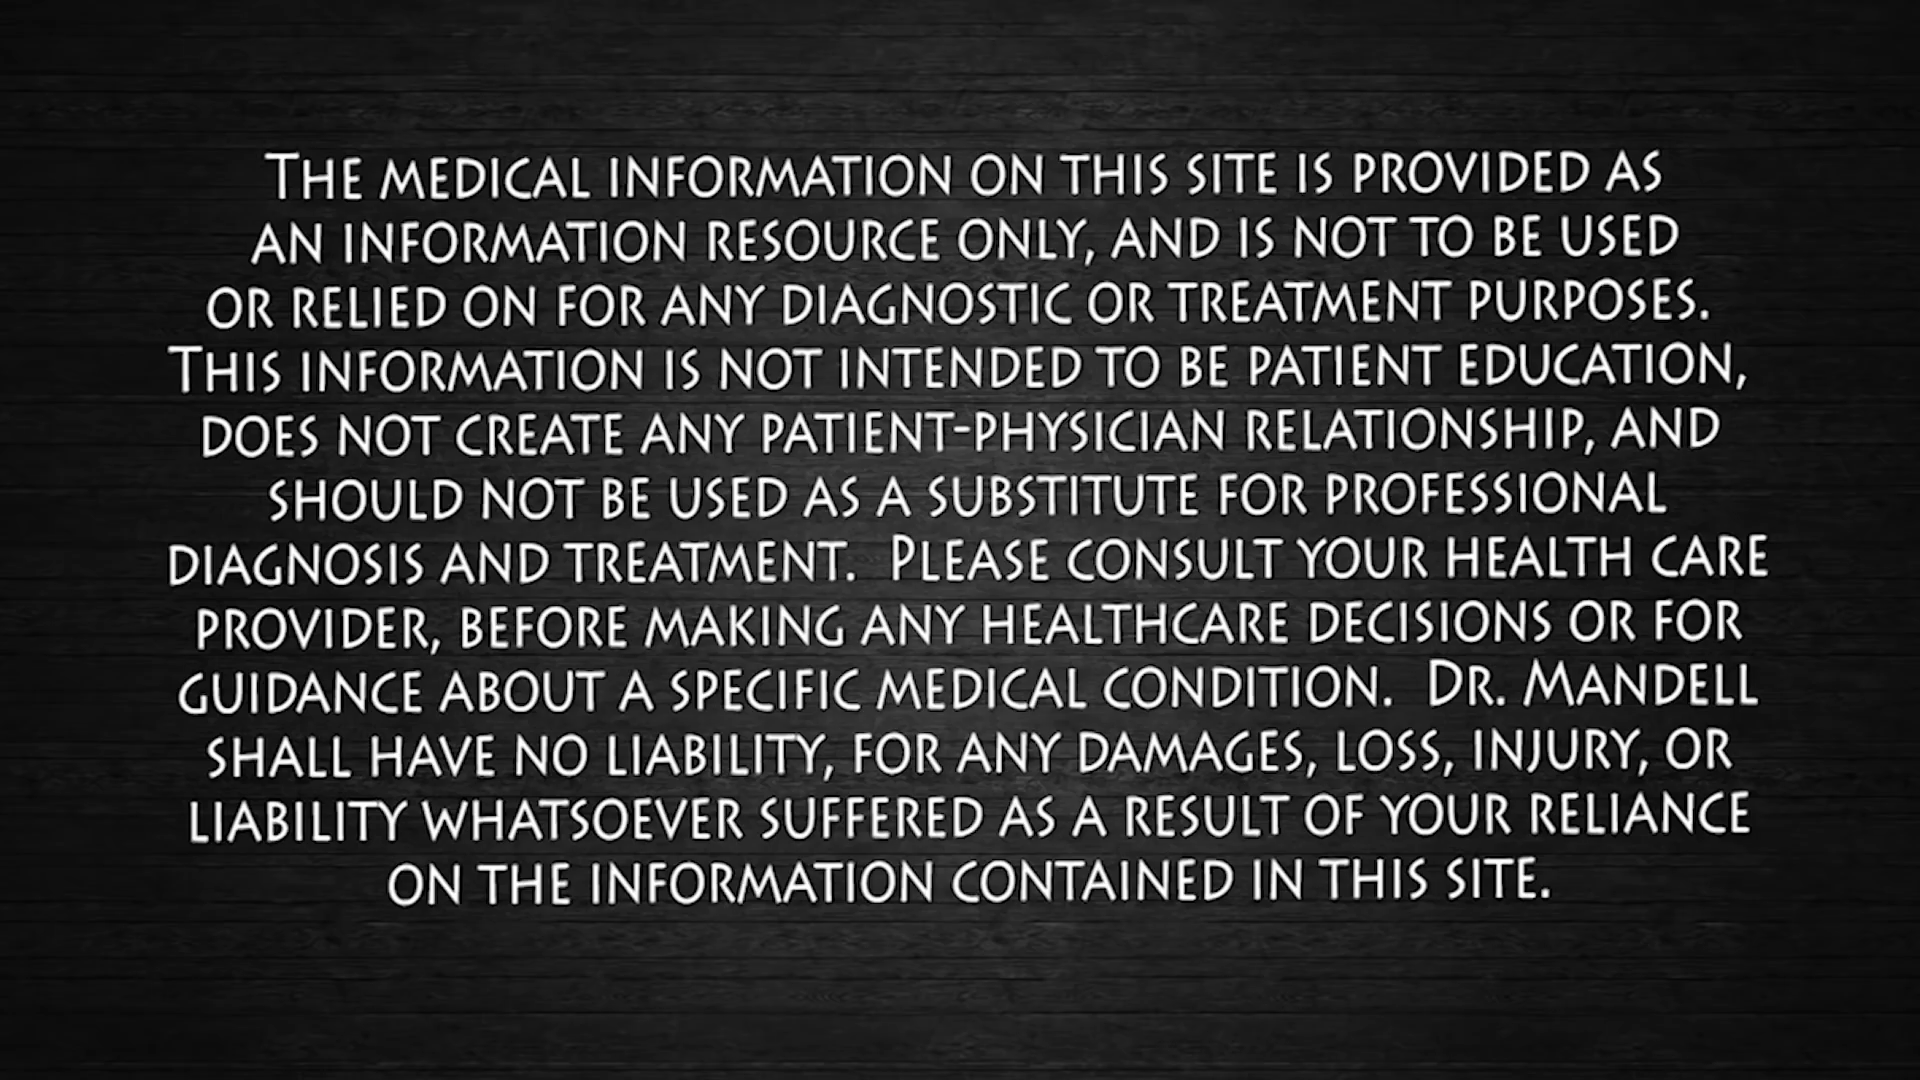 The medical information on this site is provided as
an information resource only, and is not to be used
or relied on for any diagnostic or treatment purposes.
This information is not intended to be patient education,
does not create any patient-physician relationship, and
should not be used as a substitute for professional
diagnosis and treatment.  Please consult your health care
provider, before making any healthcare decisions or for
guidance about a specific medical condition.  Dr. Mandell
shall have no liability, for any damages, loss, injury, or
liability whatsoever suffered as a result of your reliance
on the information contained in this site.